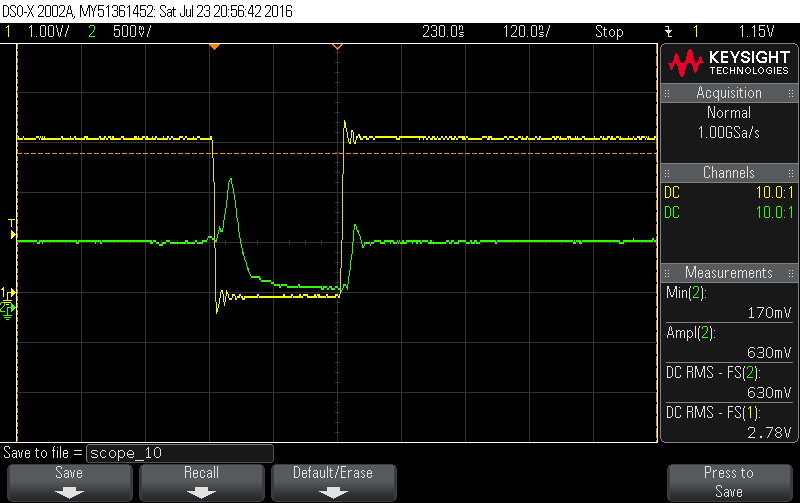 DSO-X 2002A, MY51361452: Sat Jul 23 20:56:42 2016
1 1.00V/ 2 500mV/ 230.0s 120.0s/ Stop 1 1.15V
KEYSIGHT
TECHNOLOGIES
Acquisition
Normal
1.00GSa/s
Channels
DC 10.0:1
DC 10.0:1
Measurements
Min(2):
170mV
Ampl(2):
630mV
DC RMS - FS(2):
630mV
DC RMS - FS(1):
2.78V
T
1
2
Save to file = scope_10
Save
Recall
Default/Erase
Press to
Save